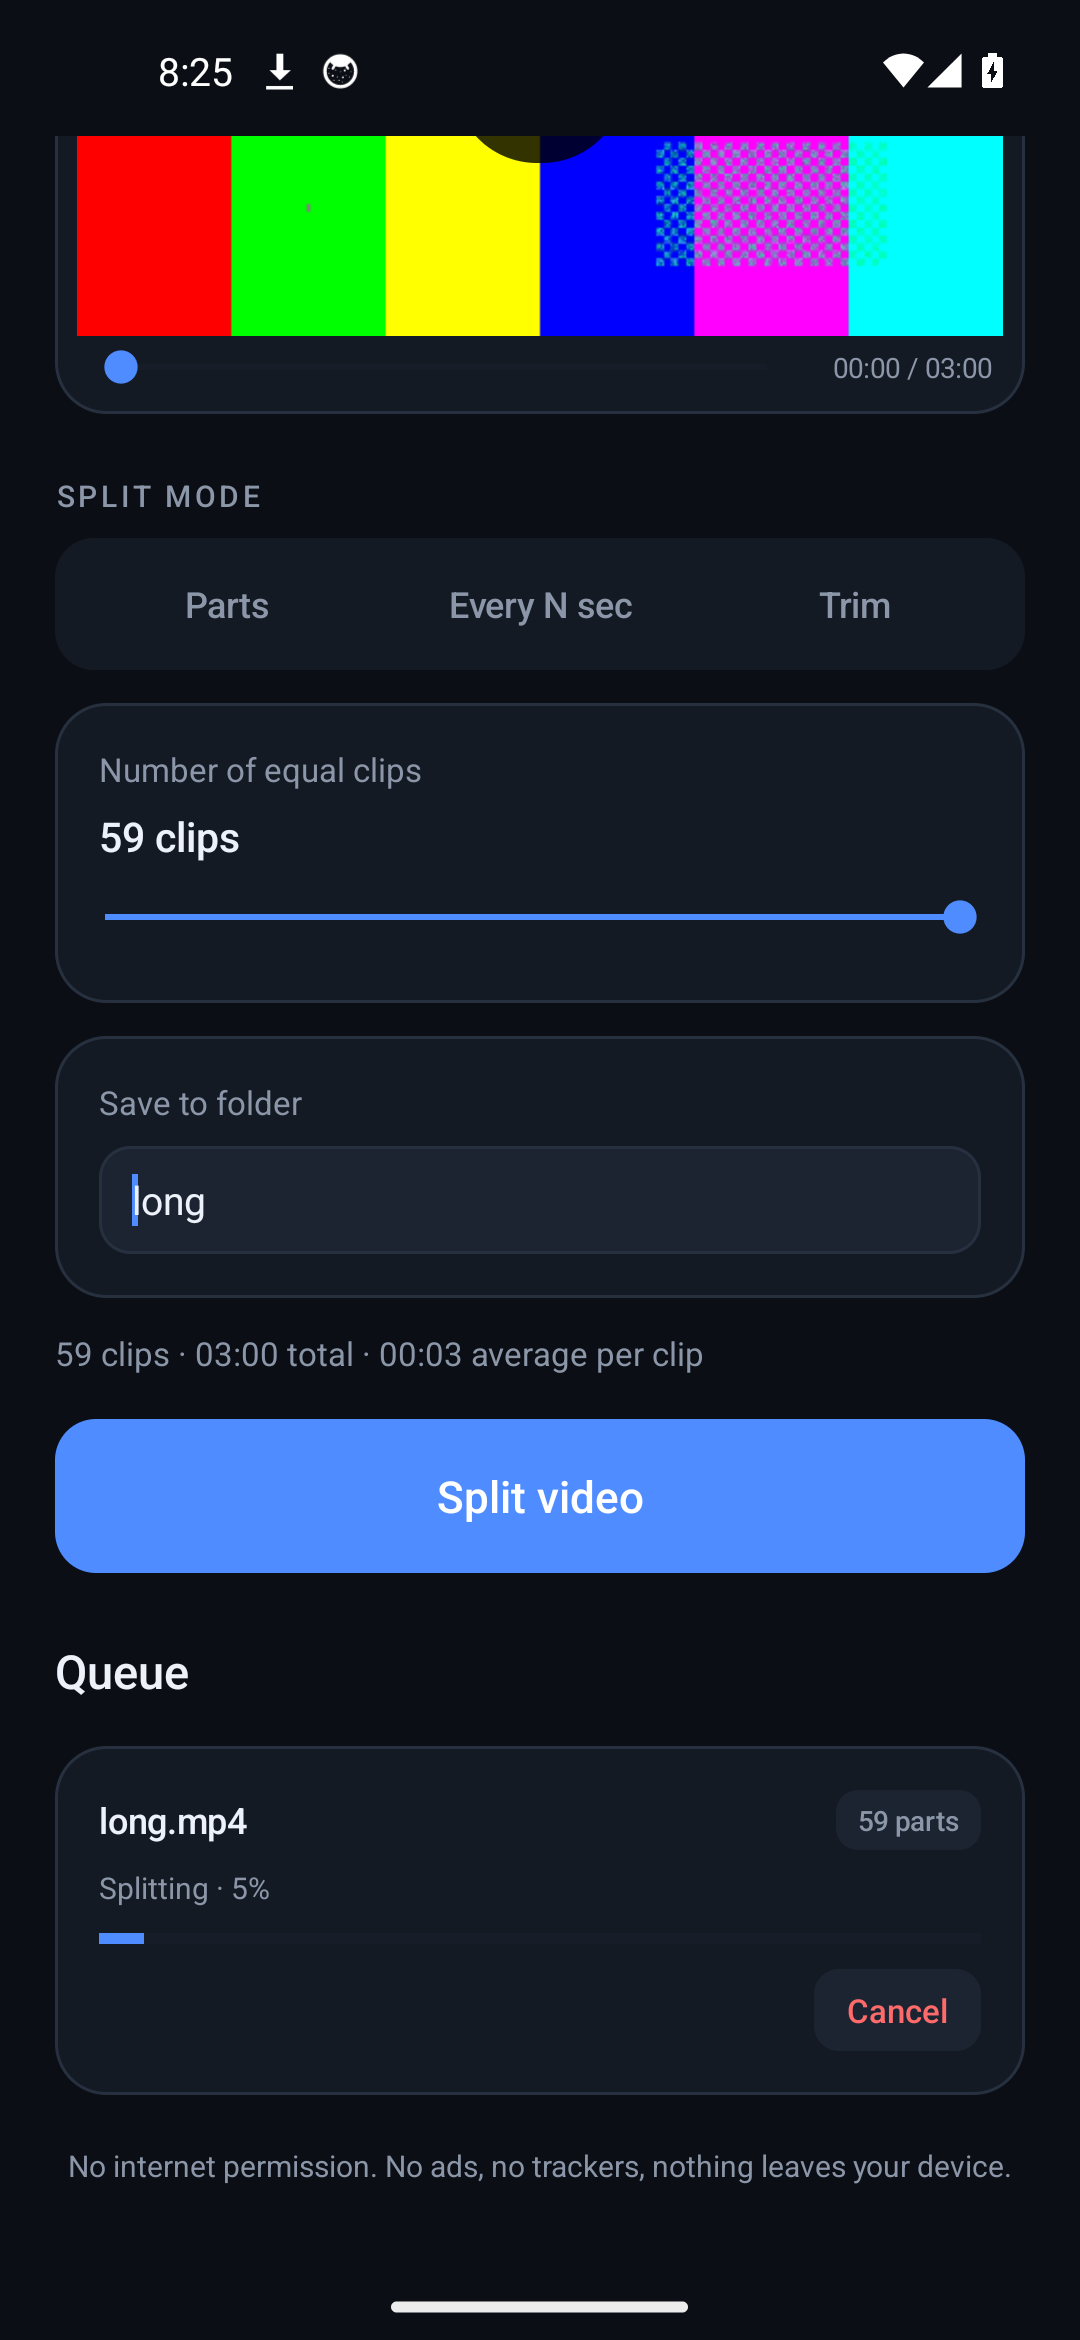 8:25
00:00 / 03:00
SPLIT MODE
Parts Every N sec Trim
Number of equal clips
59 clips
Save to folder
long
59 clips · 03:00 total · 00:03 average per clip
Split video
Queue
long.mp4 59 parts
Splitting · 5%
Cancel
No internet permission. No ads, no trackers, nothing leaves your device.